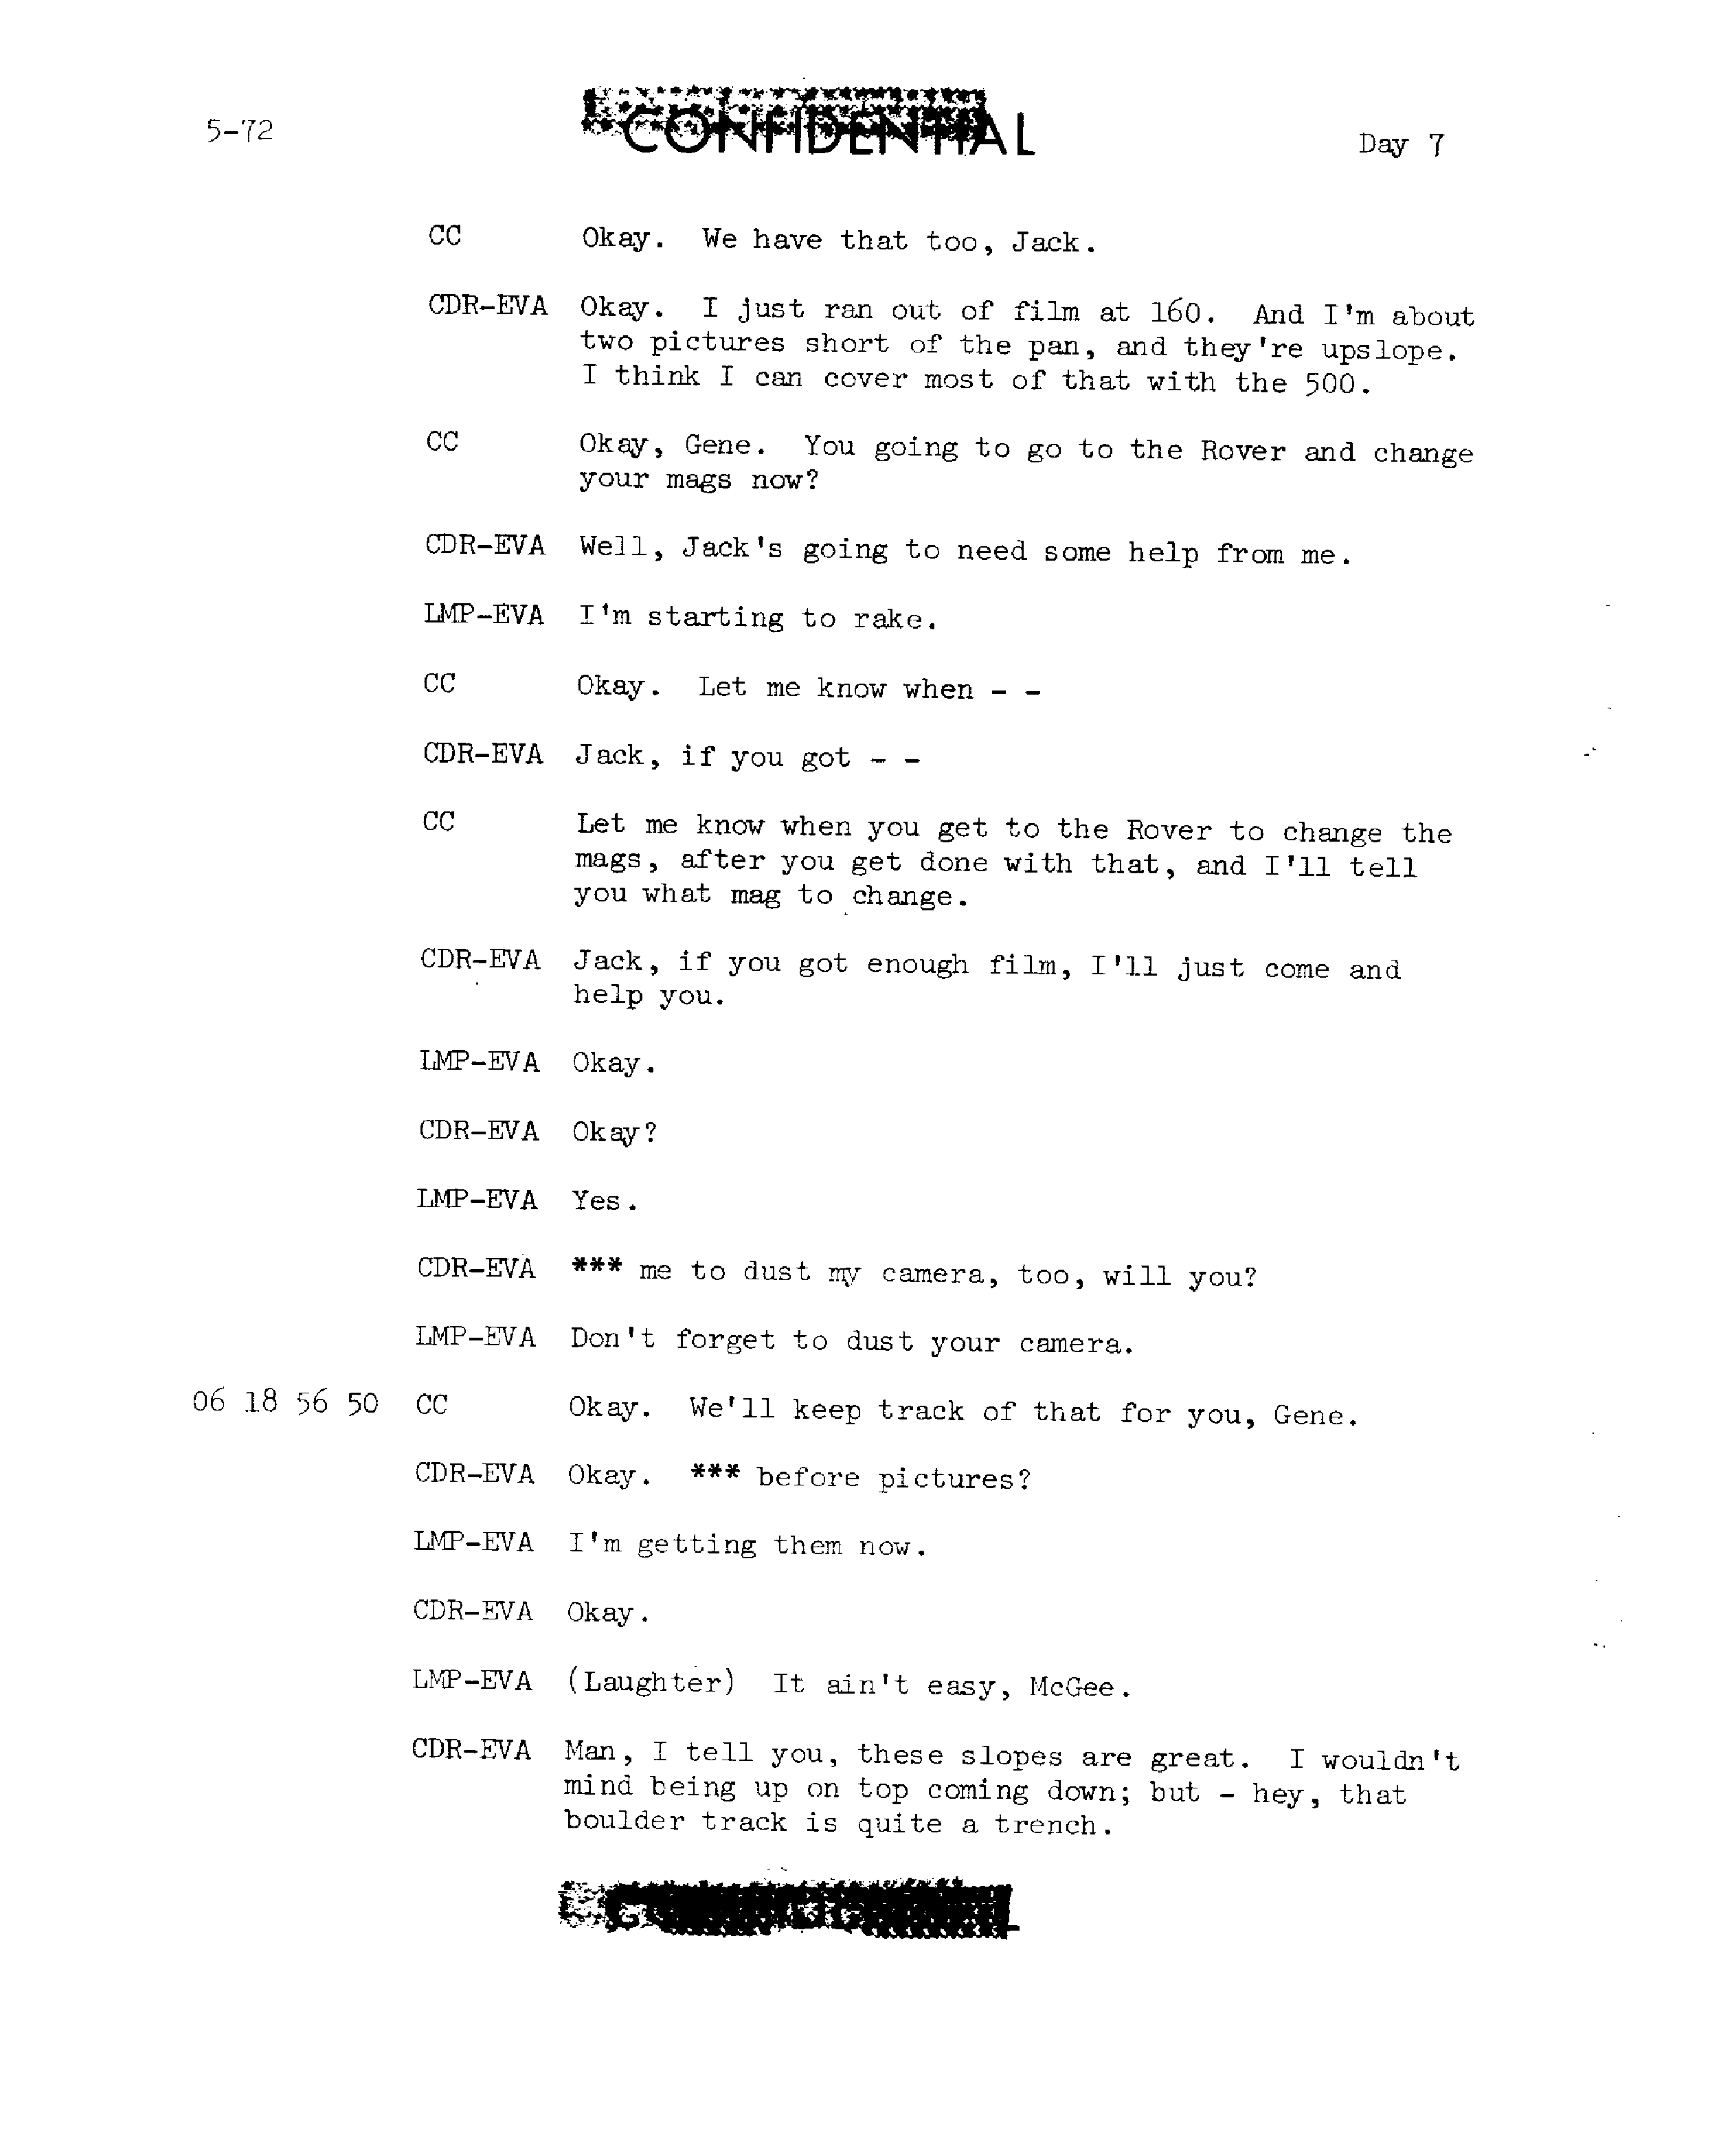 5-72
CONFIDENTIAL
Day 7
CC Okay. We have that too, Jack.
CDR-EVA Okay. I just ran out of film at 160. And I'm about
two pictures short of the pan, and they're upslope.
I think I can cover most of that with the 500.
CC Okay, Gene. You going to go to the Rover and change
your mags now?
CDR-EVA Well, Jack's going to need some help from me.
LMP-EVA I'm starting to rake.
CC Okay. Let me know when - -
CDR-EVA Jack, if you got - -
CC Let me know when you get to the Rover to change the
mags, after you get done with that, and I'll tell
you what mag to change.
CDR-EVA Jack, if you got enough film, I'll just come and
help you.
LMP-EVA Okay.
CDR-EVA Okay?
LMP-EVA Yes.
CDR-EVA *** me to dust my camera, too, will you?
LMP-EVA Don't forget to dust your camera.
06 18 56 50 CC Okay. We'll keep track of that for you, Gene.
CDR-EVA Okay. *** before pictures?
LMP-EVA I'm getting them now.
CDR-EVA Okay.
LMP-EVA (Laughter) It ain't easy, McGee.
CDR-EVA Man, I tell you, these slopes are great. I wouldn't
mind being up on top coming down; but - hey, that
boulder track is quite a trench.